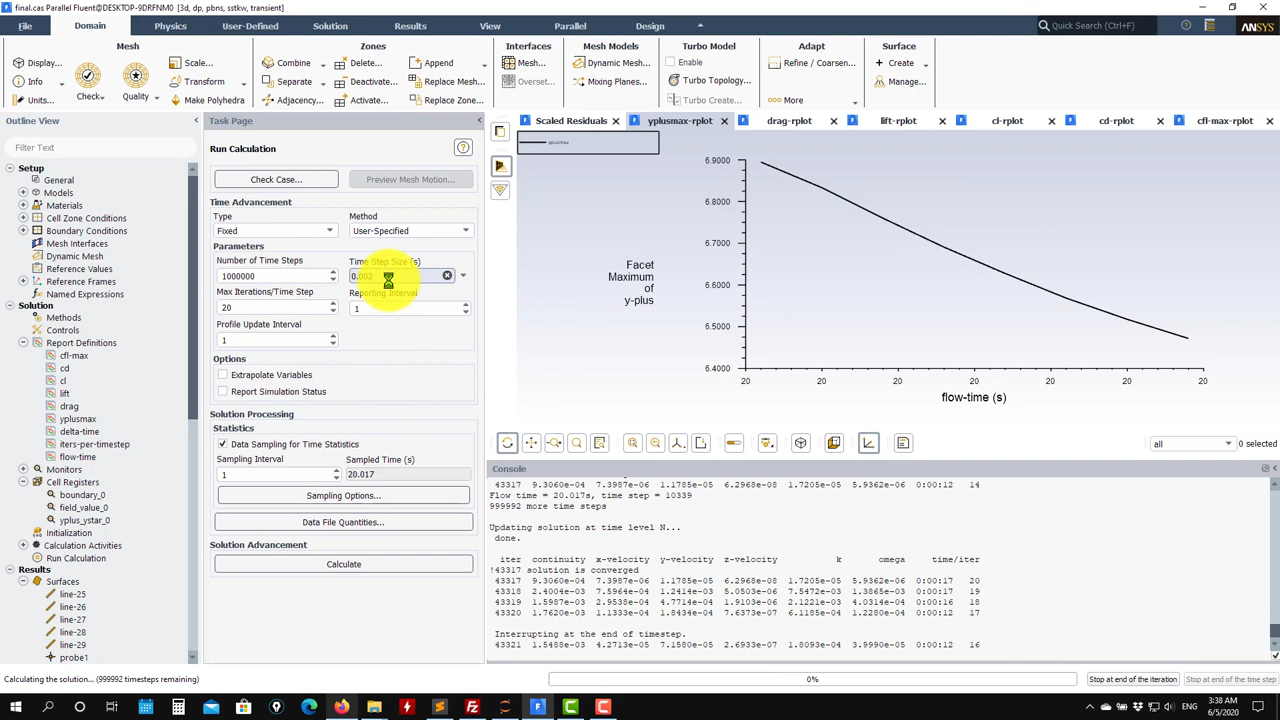 final.cas Parallel Fluent@DESKTOP-9DRFNM0 [3d, dp, pbns, sstkw, transient]
File Domain Physics User-Defined Solution Results View Parallel Design
Quick Search (Ctrl+F)
ANSYS
Mesh Zones Interfaces Mesh Models Turbo Model Adapt Surface
Display... Scale... Combine Delete... Append Mesh... Dynamic Mesh... Enable Refine / Coarsen... Create
Info Check Quality Transform Separate Deactivate... Replace Mesh... Overset... Mixing Planes... Turbo Topology... Manage...
Units... Make Polyhedra Adjacency... Activate... Replace Zone... Turbo Create... More
Outline View
Filter Text
Setup
General
Models
Materials
Cell Zone Conditions
Boundary Conditions
Mesh Interfaces
Dynamic Mesh
Reference Values
Reference Frames
Named Expressions
Solution
Methods
Controls
Report Definitions
cfl-max
cd
cl
lift
drag
yplusmax
delta-time
iters-per-timestep
flow-time
Monitors
Cell Registers
boundary_0
field_value_0
yplus_ystar_0
Initialization
Calculation Activities
Run Calculation
Results
Surfaces
line-25
line-26
line-27
line-28
line-29
probe1
Task Page
Run Calculation
Check Case... Preview Mesh Motion...
Time Advancement
Type Method
Fixed User-Specified
Parameters
Number of Time Steps Time Step Size (s)
1000000 0.002
Max Iterations/Time Step Reporting Interval
20 1
Profile Update Interval
1
Options
Extrapolate Variables
Report Simulation Status
Solution Processing
Statistics
Data Sampling for Time Statistics
Sampling Interval Sampled Time (s)
1 20.017
Sampling Options...
Data File Quantities...
Solution Advancement
Calculate
Scaled Residuals yplusmax-rplot drag-rplot lift-rplot cl-rplot cd-rplot cfl-max-rplot
yplusmax
Facet
Maximum
of
y-plus
6.9000
6.8000
6.7000
6.6000
6.5000
6.4000
20 20 20 20 20 20 20
flow-time (s)
all 0 selected
Console
43317 9.3060e-04 7.3987e-06 1.1785e-05 6.2968e-08 1.7205e-05 5.9362e-06 0:00:12 14
Flow time = 20.017s, time step = 10339
999992 more time steps
Updating solution at time level N...
done.
iter continuity x-velocity y-velocity z-velocity k omega time/iter
!43317 solution is converged
43317 9.3060e-04 7.3987e-06 1.1785e-05 6.2968e-08 1.7205e-05 5.9362e-06 0:00:17 20
43318 2.4004e-03 7.5964e-06 1.2413e-04 5.0503e-06 7.5472e-03 1.3865e-03 0:00:18 19
43319 1.5987e-03 2.9538e-04 4.7714e-04 1.9103e-06 2.1221e-03 4.0314e-04 0:00:16 18
43320 1.7620e-03 1.1333e-04 1.8434e-04 7.6373e-07 6.1185e-04 1.2280e-04 0:00:12 17
Interrupting at the end of timestep.
43321 1.5488e-03 4.2713e-05 7.1580e-05 2.6933e-07 1.8093e-04 3.9990e-05 0:00:12 16
Calculating the solution... (999992 timesteps remaining)
0%
Stop at end of the iteration Stop at end of the time step
ENG
3:38 AM
6/5/2020